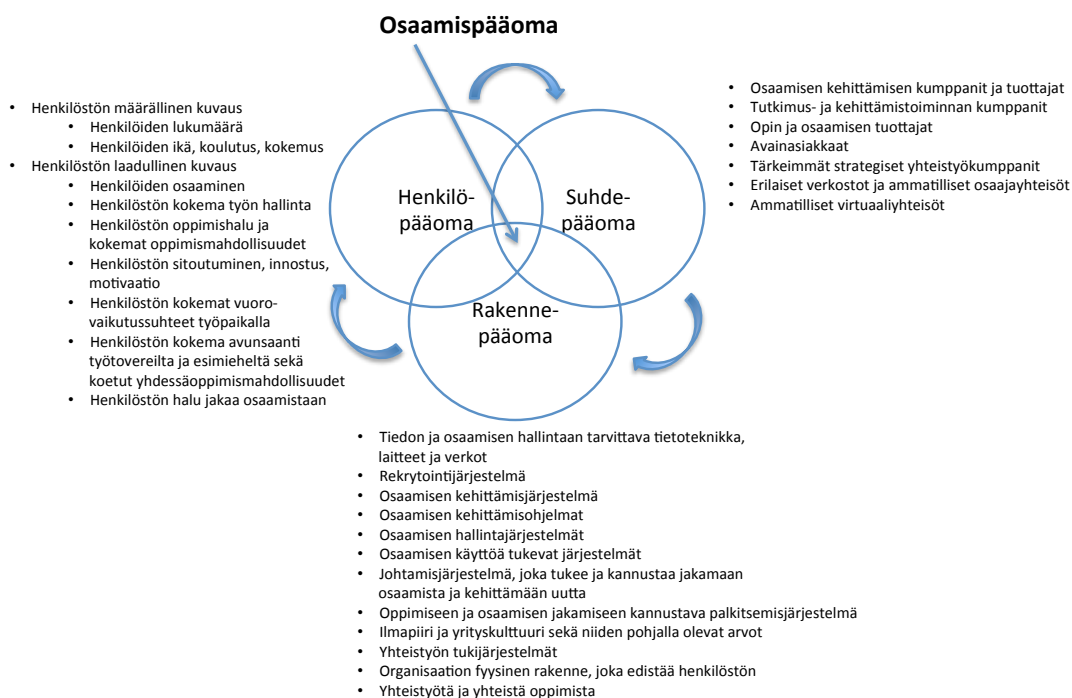 Osaamispääoma
• Henkilöstön määrällinen kuvaus
• Henkilöiden lukumäärä
• Henkilöiden ikä, koulutus, kokemus
• Henkilöstön laadullinen kuvaus
• Henkilöiden osaaminen
• Henkilöstön kokema työn hallinta
• Henkilöstön oppimishalu ja
kokemat oppimismahdollisuudet
• Henkilöstön sitoutuminen, innostus,
motivaatio
• Henkilöstön kokemat vuoro-
vaikutussuhteet työpaikalla
• Henkilöstön kokema avunsaanti
työtovereilta ja esimieheltä sekä
koetut yhdessäoppimismahdollisuudet
• Henkilöstön halu jakaa osaamistaan
Henkilö-
pääoma
Suhde-
pääoma
Rakenne-
pääoma
• Osaamisen kehittämisen kumppanit ja tuottajat
• Tutkimus- ja kehittämistoiminnan kumppanit
• Opin ja osaamisen tuottajat
• Avainasiakkaat
• Tärkeimmät strategiset yhteistyökumppanit
• Erilaiset verkostot ja ammatilliset osaajayhteisöt
• Ammatilliset virtuaaliyhteisöt
• Tiedon ja osaamisen hallintaan tarvittava tietoteknikka,
laitteet ja verkot
• Rekrytointijärjestelmä
• Osaamisen kehittämisjärjestelmä
• Osaamisen kehittämisohjelmat
• Osaamisen hallintajärjestelmät
• Osaamisen käyttöä tukevat järjestelmät
• Johtamisjärjestelmä, joka tukee ja kannustaa jakamaan
osaamista ja kehittämään uutta
• Oppimiseen ja osaamisen jakamiseen kannustava palkitsemisjärjestelmä
• Ilmapiiri ja yrityskulttuuri sekä niiden pohjalla olevat arvot
• Yhteistyön tukijärjestelmät
• Organisaation fyysinen rakenne, joka edistää henkilöstön
• Yhteistyötä ja yhteistä oppimista